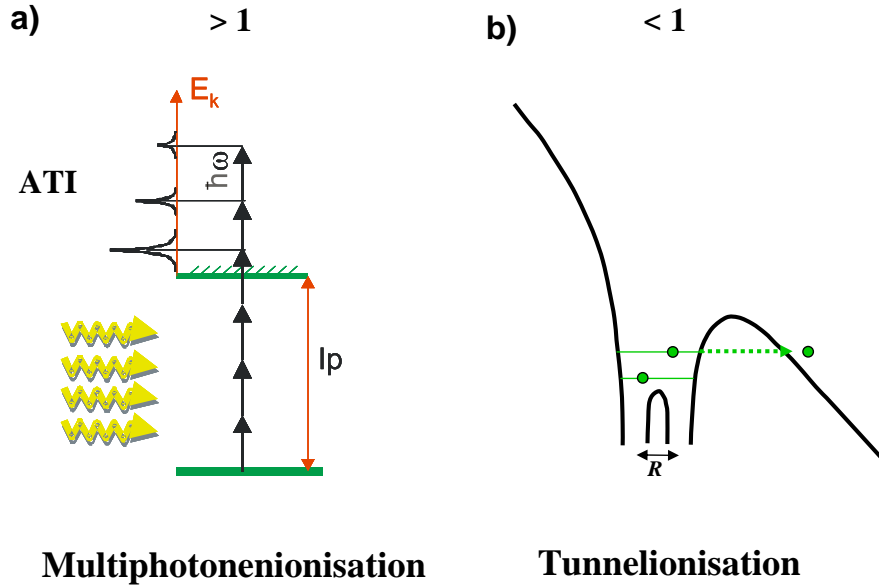 a)
> 1
b)
< 1
E_k
ATI
ħω
Ip
R
Multiphotonenionisation
Tunnelionisation